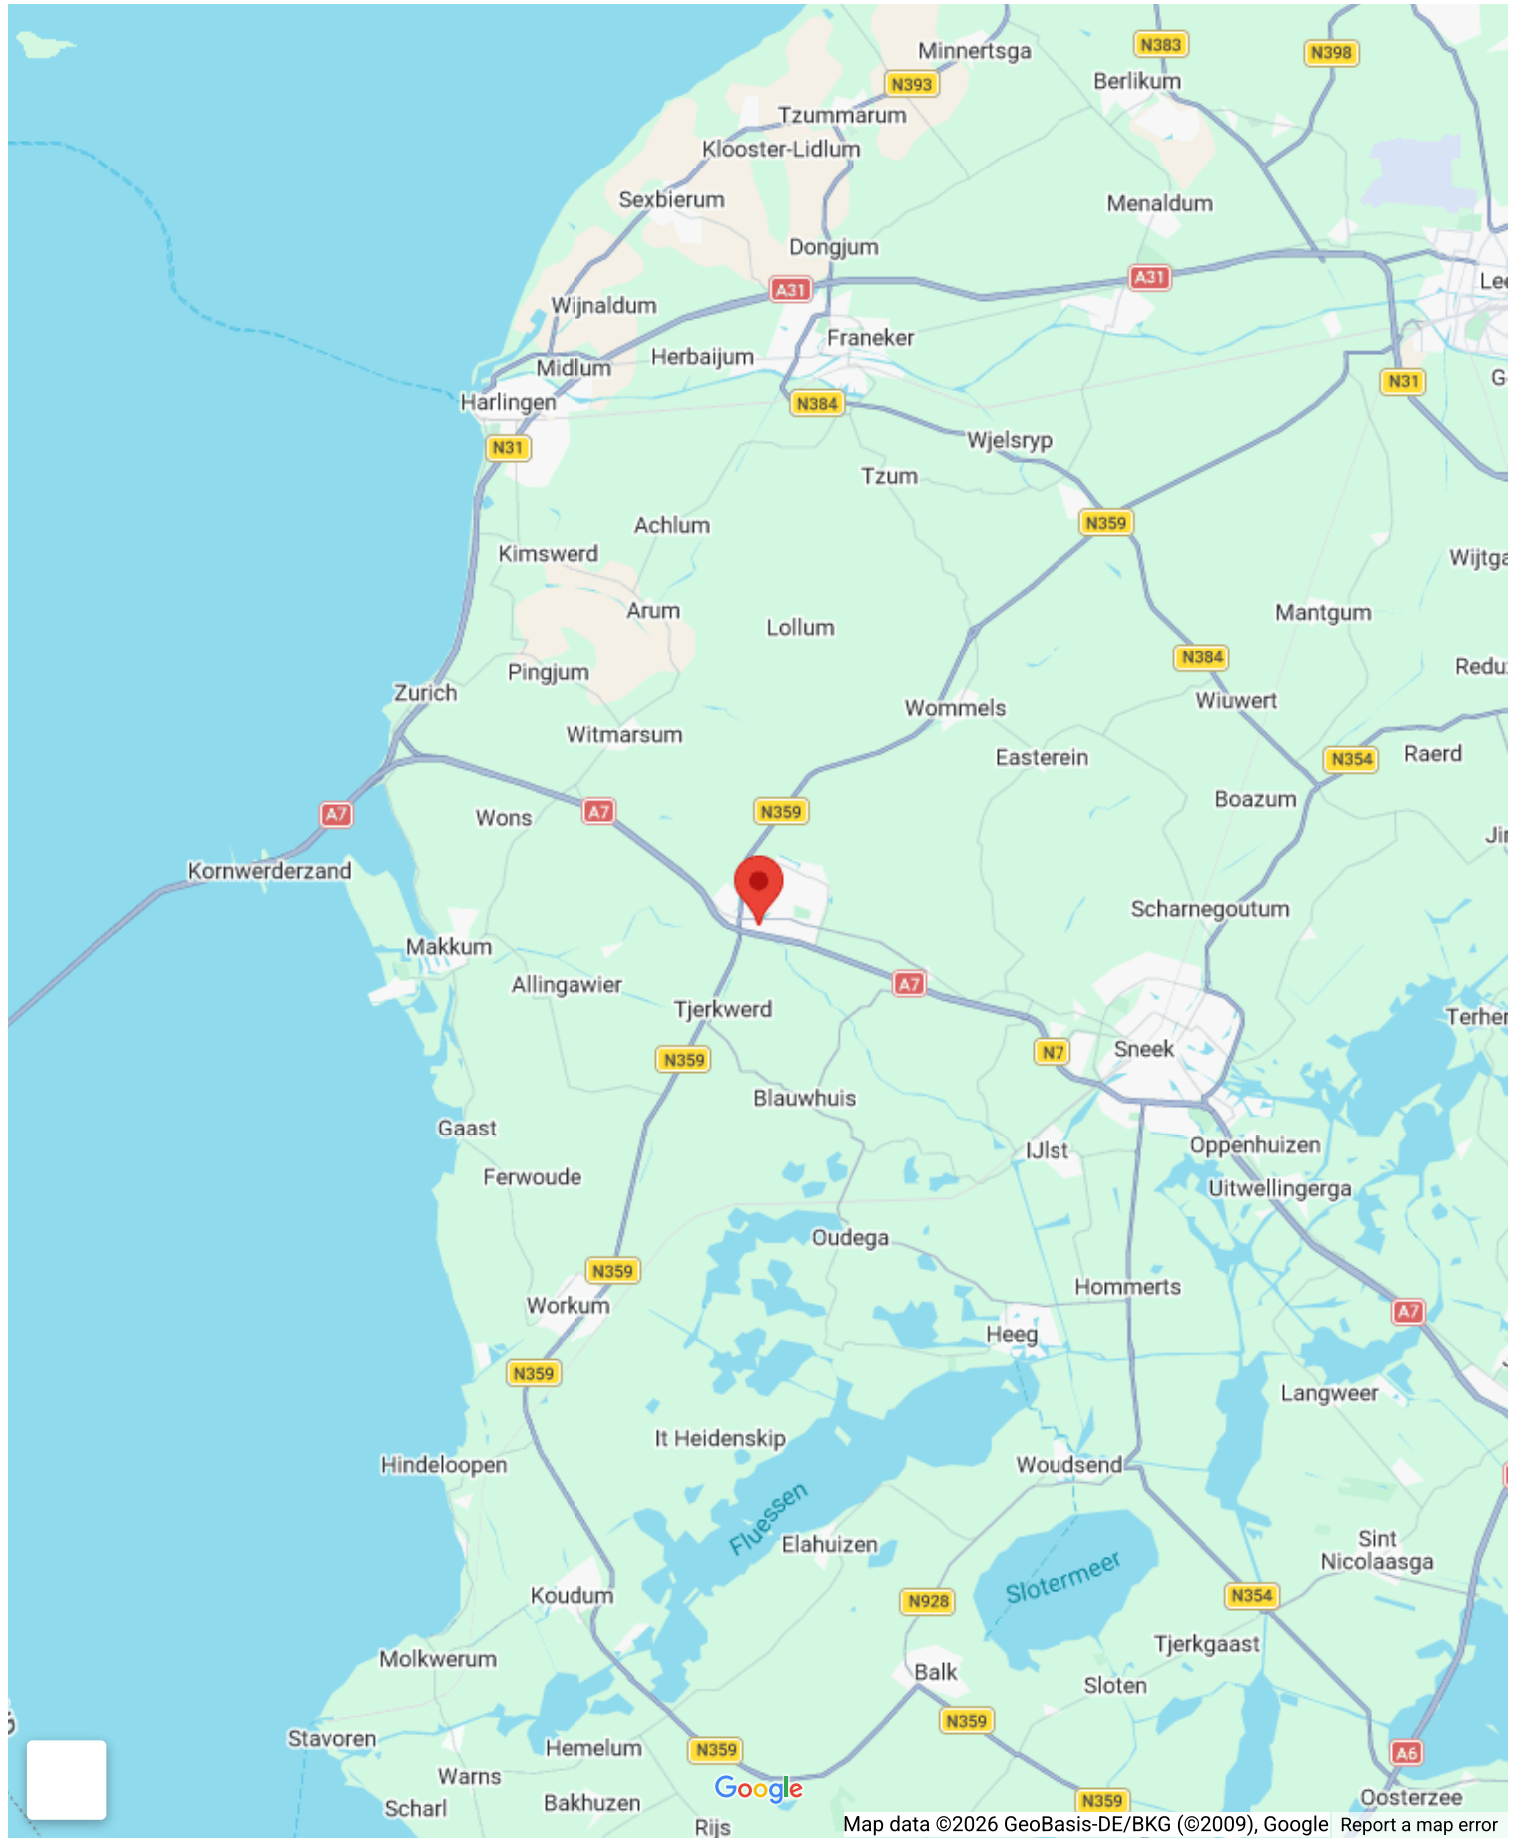 Minnertsga
N383
N398
N393
Berlikum
Tzummarum
Klooster-Lidlum
Sexbierum
Menaldum
Dongjum
A31
A31
Lee
Wijnaldum
Franeker
Herbaijum
Midlum
N31
G
Harlingen
N384
N31
Wjelsryp
Tzum
N359
Achlum
Kimswerd
Wijtga
Arum
Mantgum
Lollum
N384
Pingjum
Redu
Zurich
Wiuwert
Wommels
Witmarsum
Raerd
N354
Easterein
Boazum
A7
A7
N359
Wons
Jir
Kornwerderzand
Scharnegoutum
Makkum
Allingawier
A7
Tjerkwerd
Terher
Sneek
N7
N359
Blauwhuis
Gaast
Oppenhuizen
IJlst
Ferwoude
Uitwellingerga
Oudega
N359
Hommerts
Workum
A7
Heeg
N359
Langweer
It Heidenskip
Hindeloopen
Woudsend
Fluessen
Elahuizen
Sint
Nicolaasga
Slotermeer
Koudum
N928
N354
Tjerkgaast
Molkwerum
Balk
Sloten
N359
Stavoren
Hemelum
N359
A6
Warns
Google
Bakhuzen
N359
Oosterzee
Scharl
Rijs
Map data ©2026 GeoBasis-DE/BKG (©2009), Google
Report a map error